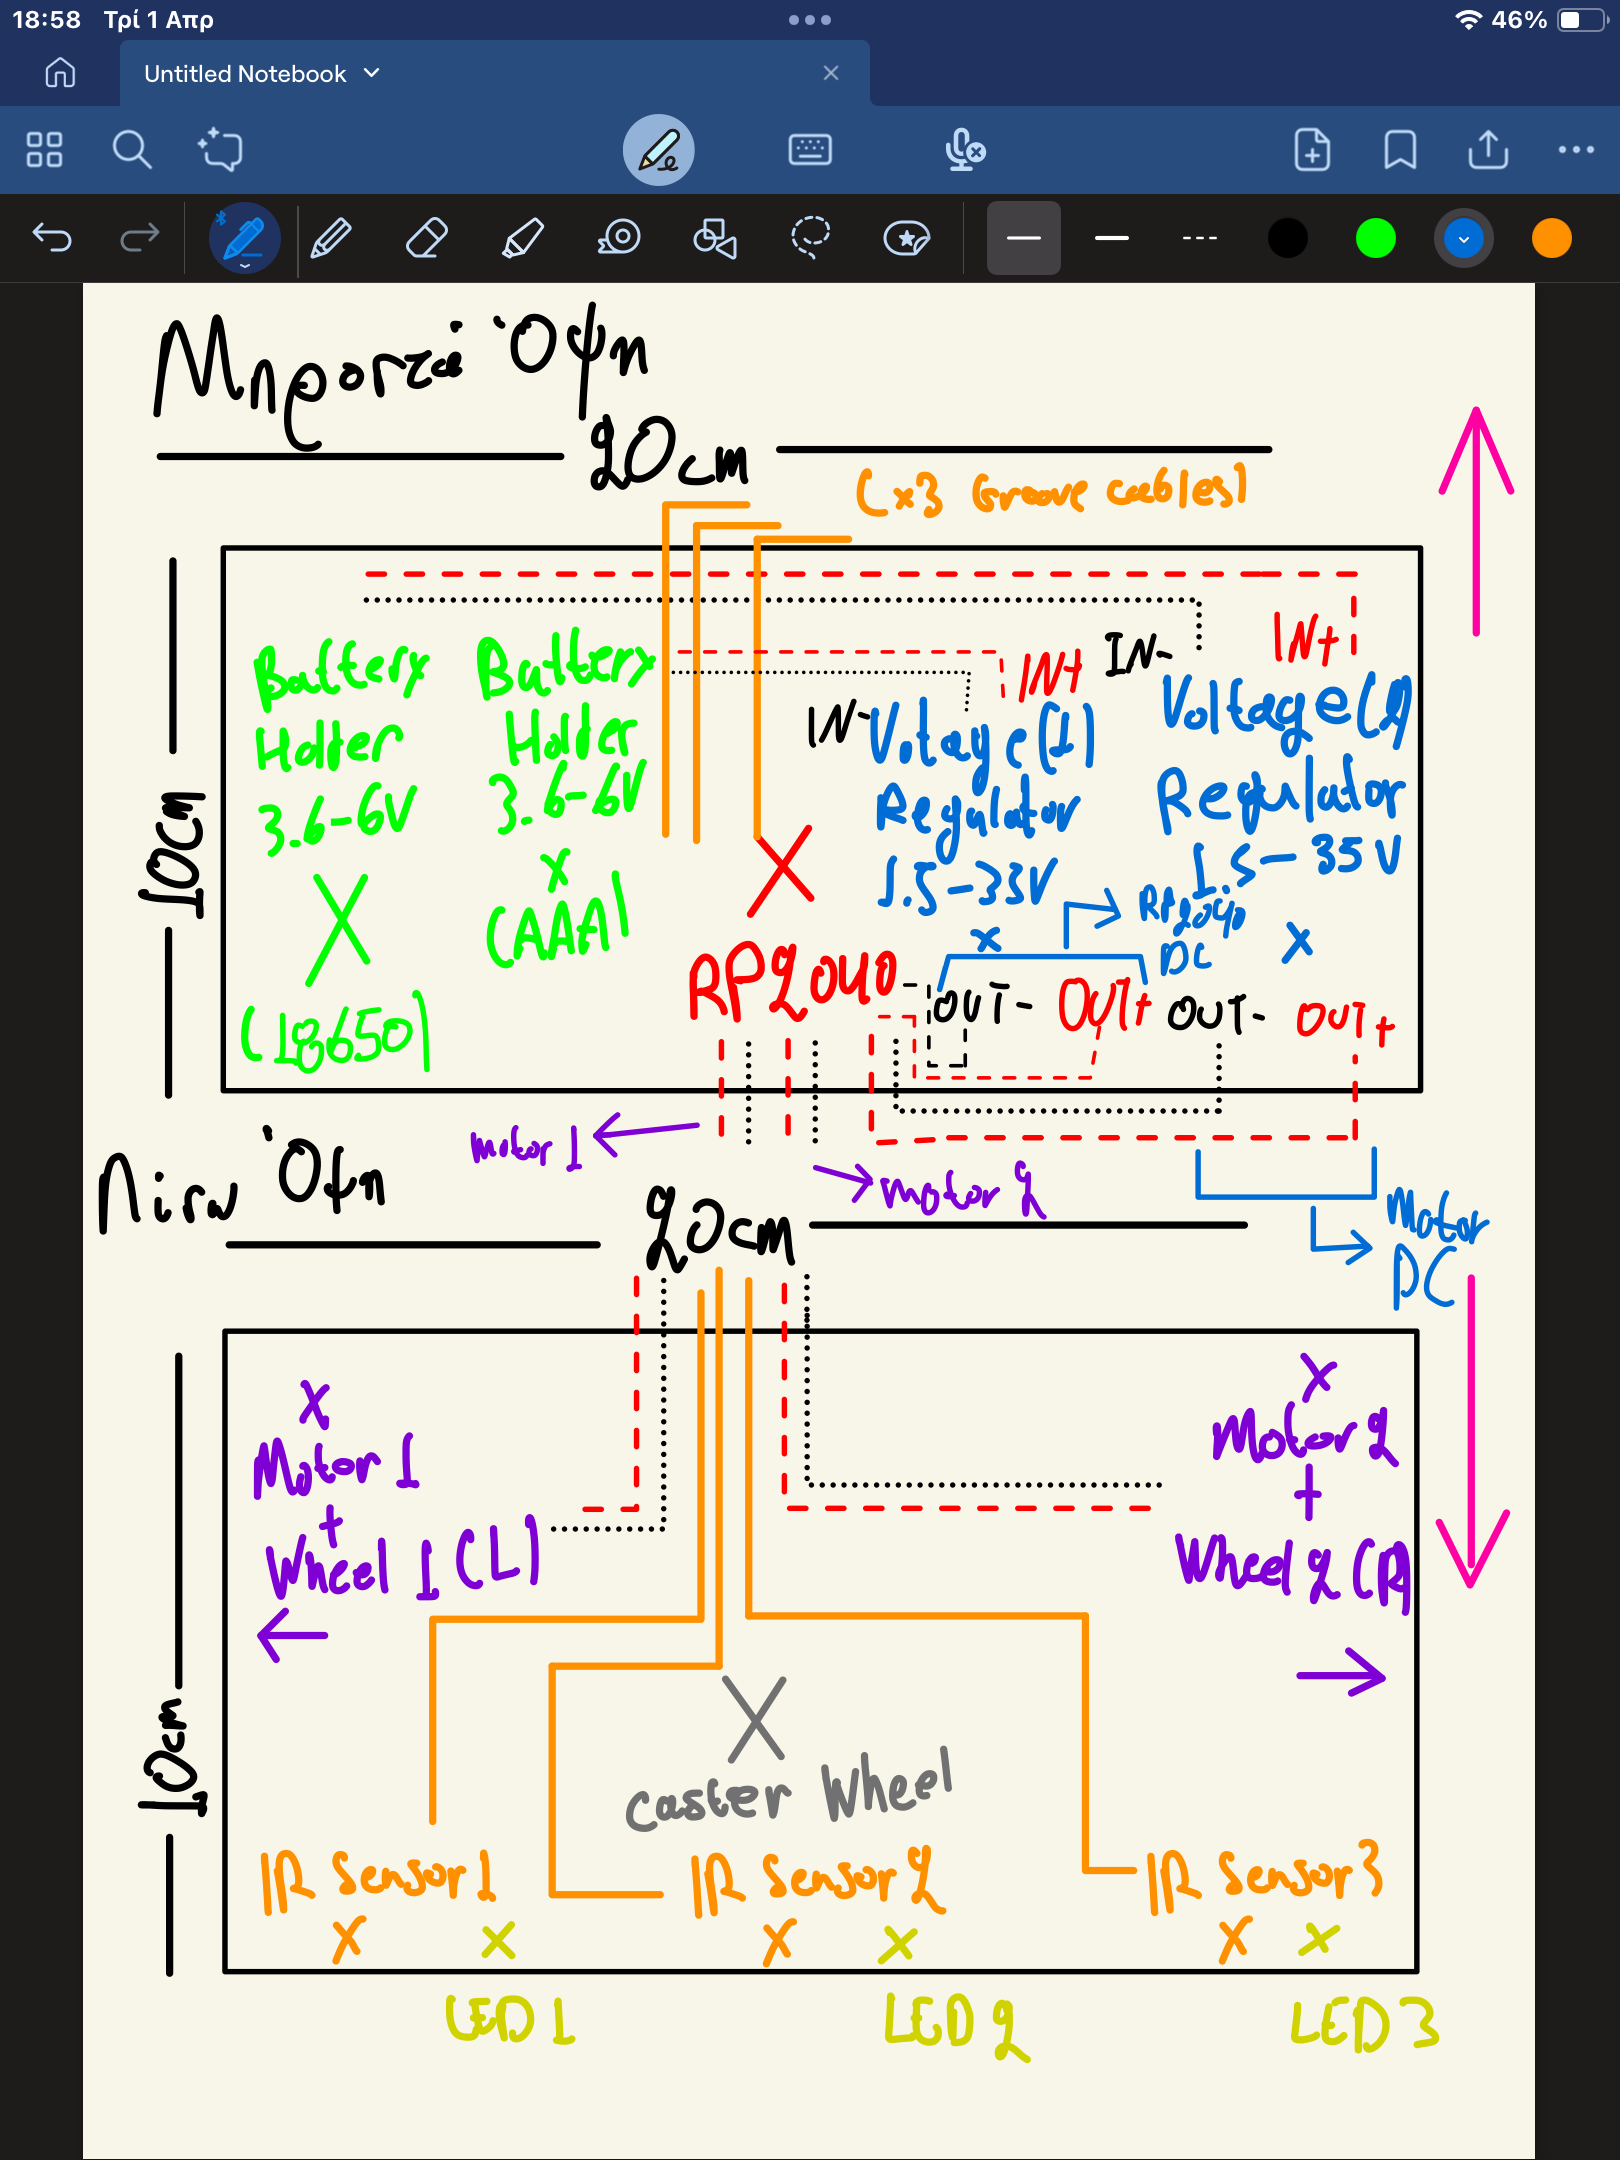 18:58 Τρί 1 Απρ
46%
Untitled Notebook
Μπροστά Όψη
20cm
(x3 Groove cables)
10cm
Battery Holder 3.6-6V
(18650)
Battery Holder 3.6-6V
(AAA)
IN- IN+
Voltage (1)
Regulator
1.5-33V
IN- IN+
Voltage (2)
Regulator
1.5-35V
RP2040
DC
RP2040
OUT- OUT+ OUT- OUT+
motor 1
motor 2
Motor
DC
Πίσω Όψη
20cm
10cm
Motor 1
+
Wheel 1 (L)
Motor 2
+
Wheel 2 (R)
Caster Wheel
IR Sensor 1 IR Sensor 2 IR Sensor 3
LED 1 LED 2 LED 3